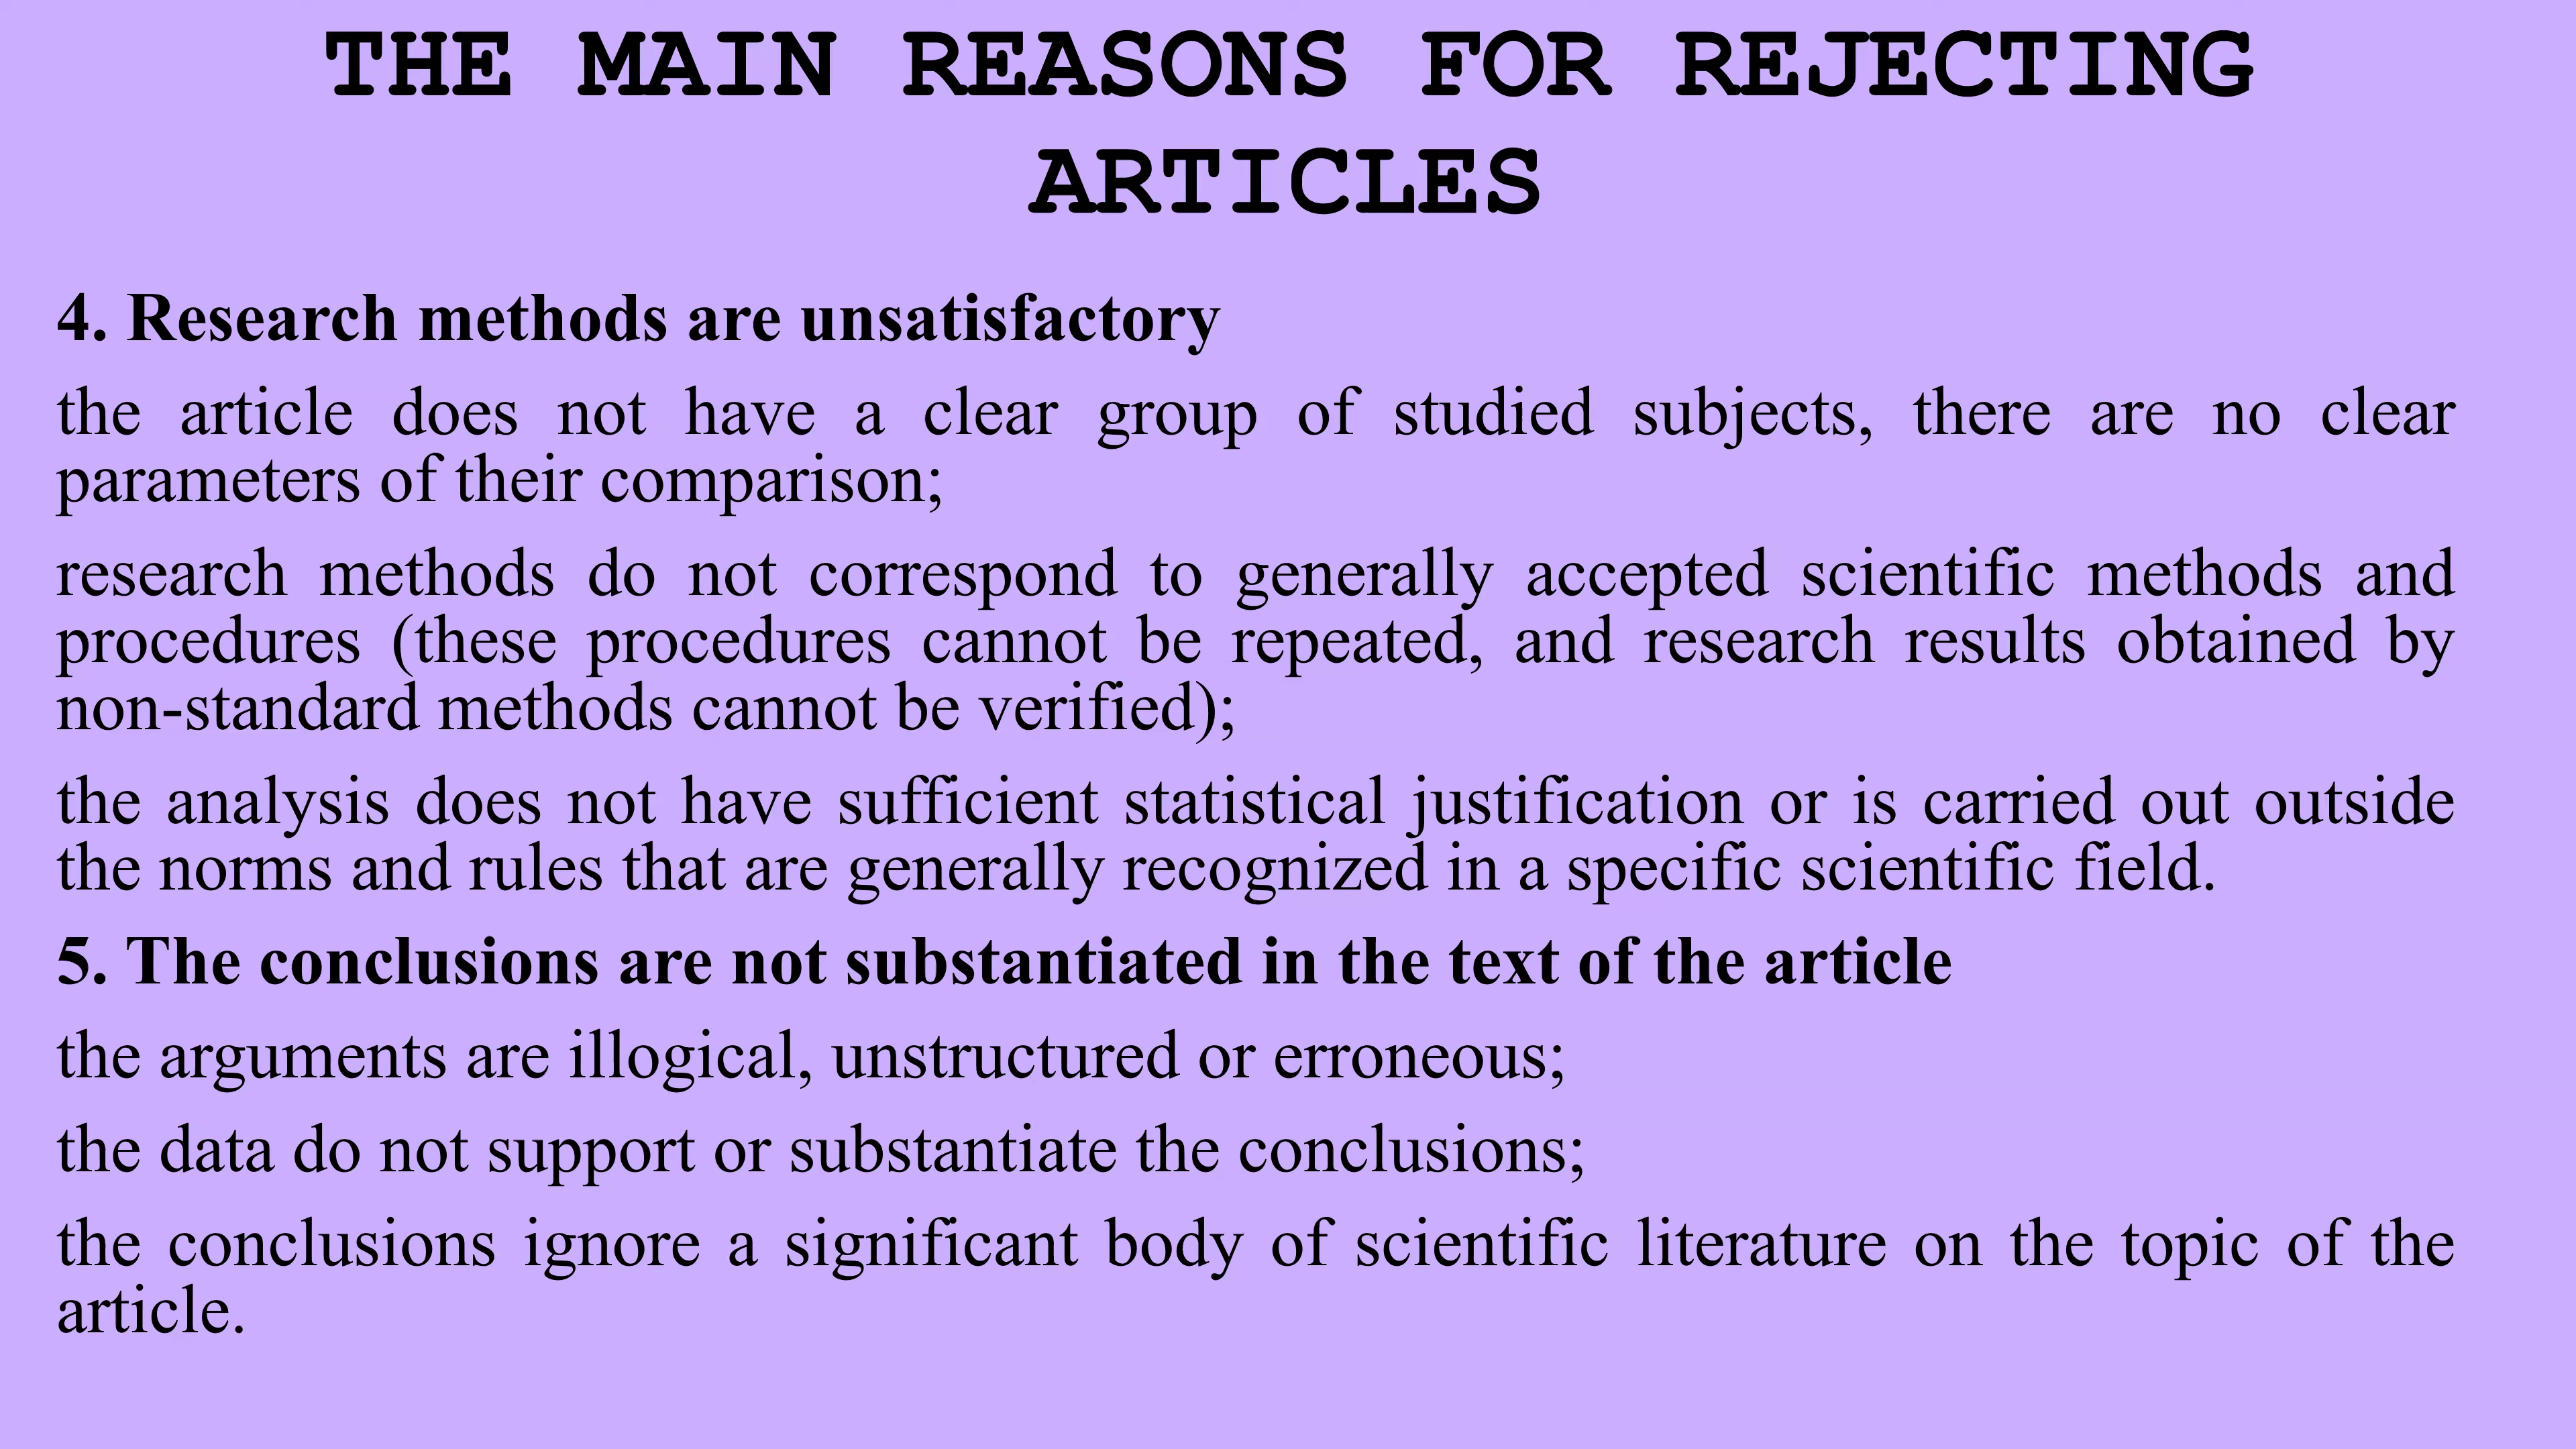 THE MAIN REASONS FOR REJECTING
ARTICLES
4. Research methods are unsatisfactory
the article does not have a clear group of studied subjects, there are no clear
parameters of their comparison;
research methods do not correspond to generally accepted scientific methods and
procedures (these procedures cannot be repeated, and research results obtained by
non-standard methods cannot be verified);
the analysis does not have sufficient statistical justification or is carried out outside
the norms and rules that are generally recognized in a specific scientific field.
5. The conclusions are not substantiated in the text of the article
the arguments are illogical, unstructured or erroneous;
the data do not support or substantiate the conclusions;
the conclusions ignore a significant body of scientific literature on the topic of the
article.